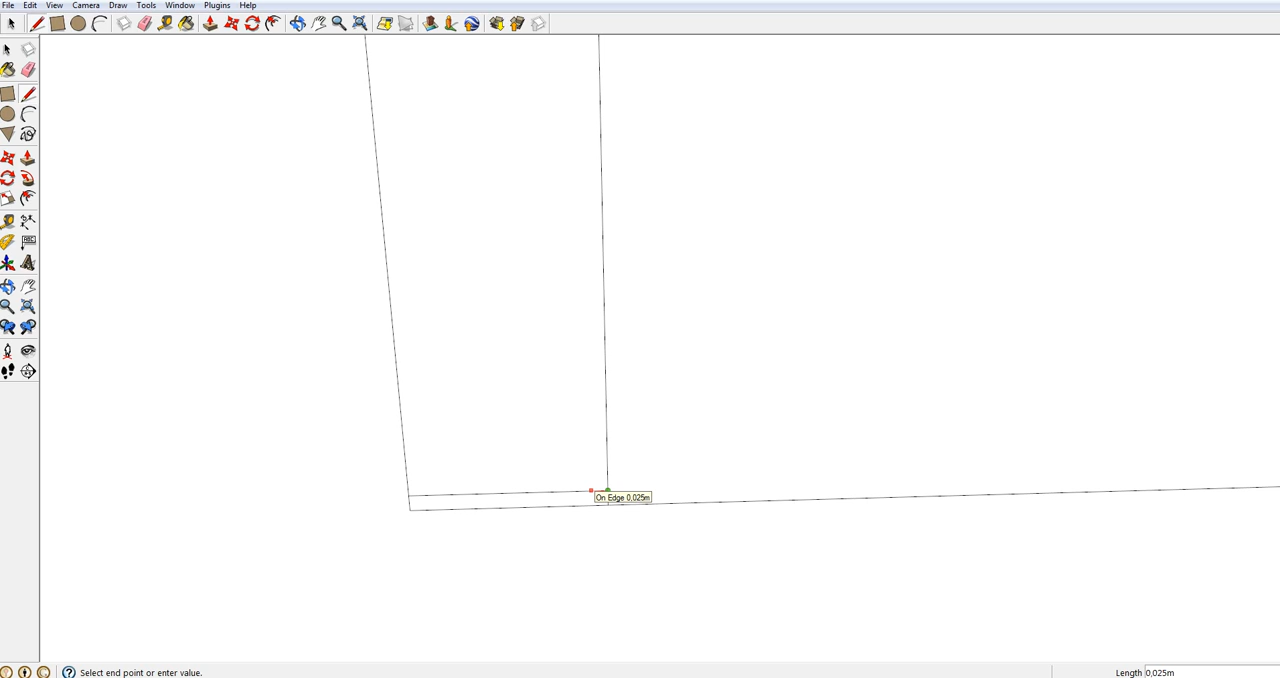 File Edit View Camera Draw Tools Window Plugins Help
ABC
On Edge 0,025m
Select end point or enter value.
Length 0,025m